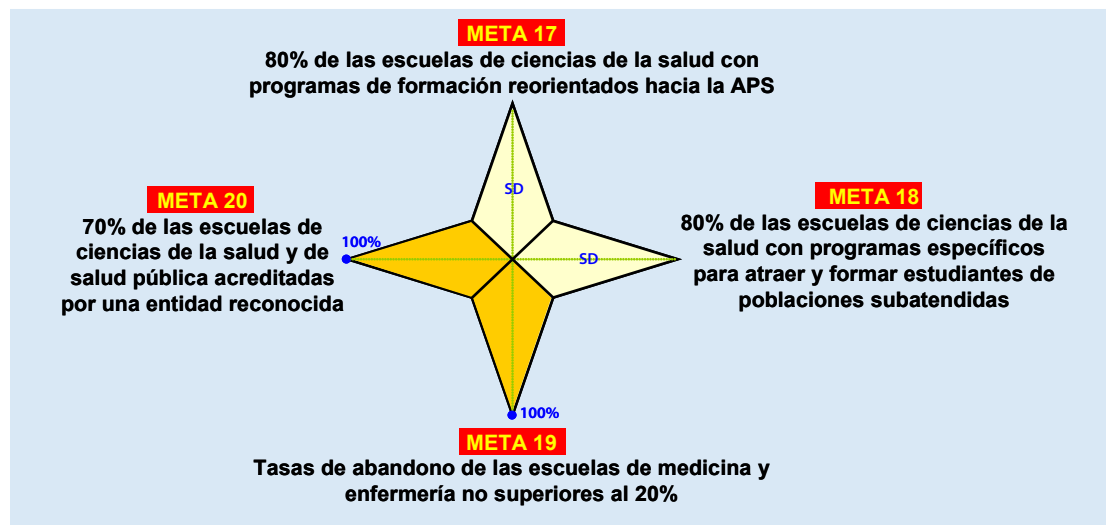 META 17
80% de las escuelas de ciencias de la salud con
programas de formación reorientados hacia la APS
SD
META 20
70% de las escuelas de
ciencias de la salud y de
salud pública acreditadas
por una entidad reconocida
100%
META 18
80% de las escuelas de ciencias de la
salud con programas específicos
para atraer y formar estudiantes de
poblaciones subatendidas
SD
100%
META 19
Tasas de abandono de las escuelas de medicina y
enfermería no superiores al 20%